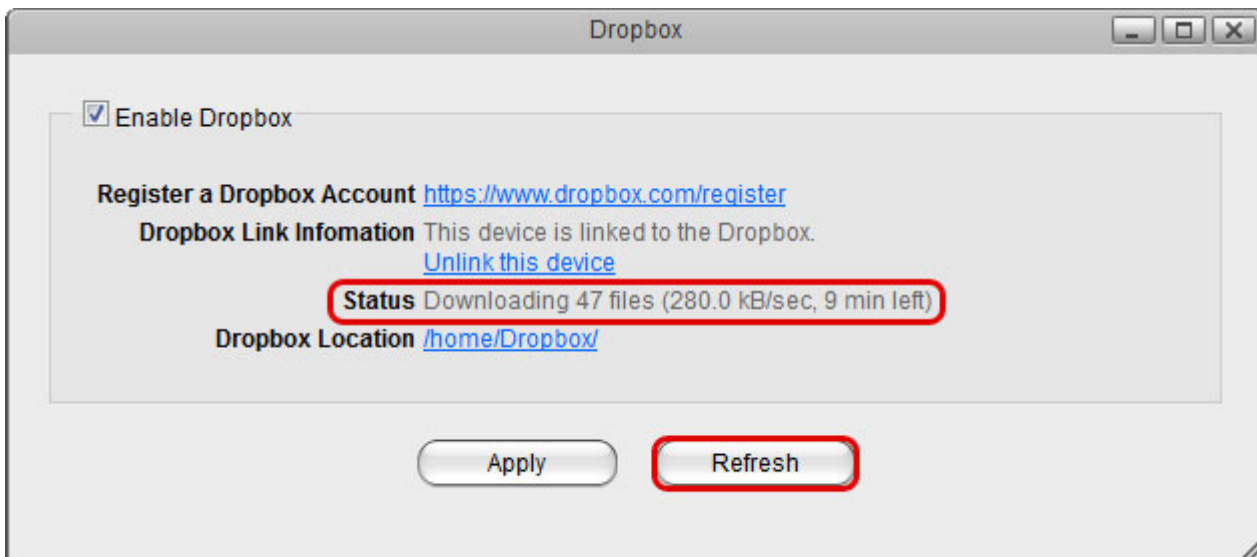 Dropbox
Enable Dropbox
Register a Dropbox Account https://www.dropbox.com/register
Dropbox Link Infomation This device is linked to the Dropbox.
Unlink this device
Status Downloading 47 files (280.0 kB/sec, 9 min left)
Dropbox Location /home/Dropbox/
Apply Refresh